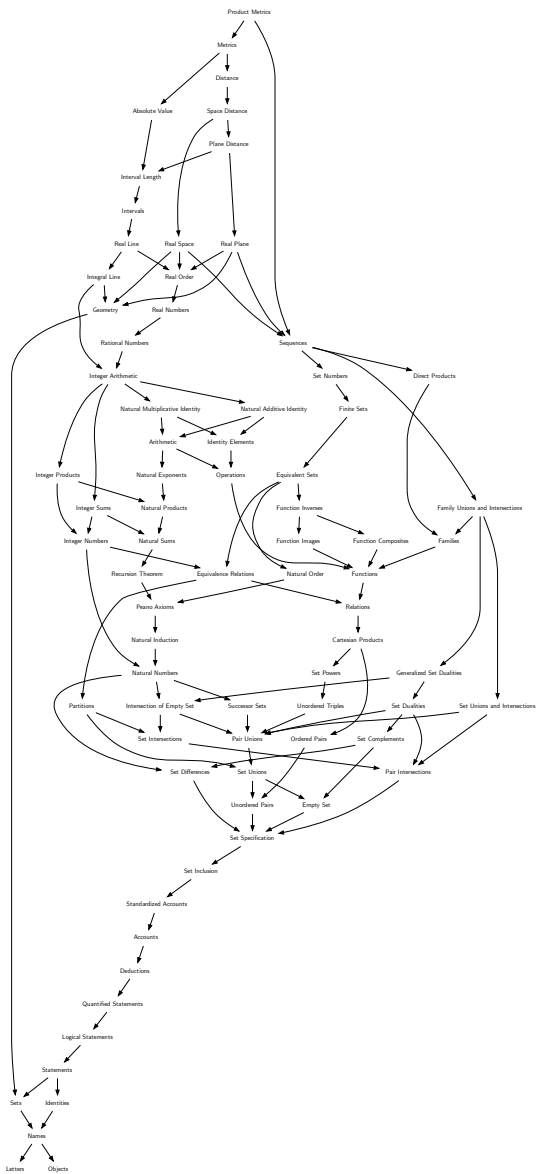 Product Metrics
Metrics
Distance
Absolute Value
Space Distance
Plane Distance
Interval Length
Intervals
Real Line
Real Space
Real Plane
Integral Line
Real Order
Geometry
Real Numbers
Rational Numbers
Sequences
Integer Arithmetic
Set Numbers
Direct Products
Natural Multiplicative Identity
Natural Additive Identity
Finite Sets
Arithmetic
Identity Elements
Integer Products
Natural Exponents
Operations
Equivalent Sets
Integer Sums
Natural Products
Function Inverses
Family Unions and Intersections
Integer Numbers
Natural Sums
Function Images
Function Composites
Families
Recursion Theorem
Equivalence Relations
Natural Order
Functions
Peano Axioms
Relations
Natural Induction
Cartesian Products
Natural Numbers
Set Powers
Generalized Set Dualities
Partitions
Intersection of Empty Set
Successor Sets
Unordered Triples
Set Dualities
Set Unions and Intersections
Set Intersections
Pair Unions
Ordered Pairs
Set Complements
Set Differences
Set Unions
Pair Intersections
Unordered Pairs
Empty Set
Set Specification
Set Inclusion
Standardized Accounts
Accounts
Deductions
Quantified Statements
Logical Statements
Statements
Sets
Identities
Names
Letters
Objects